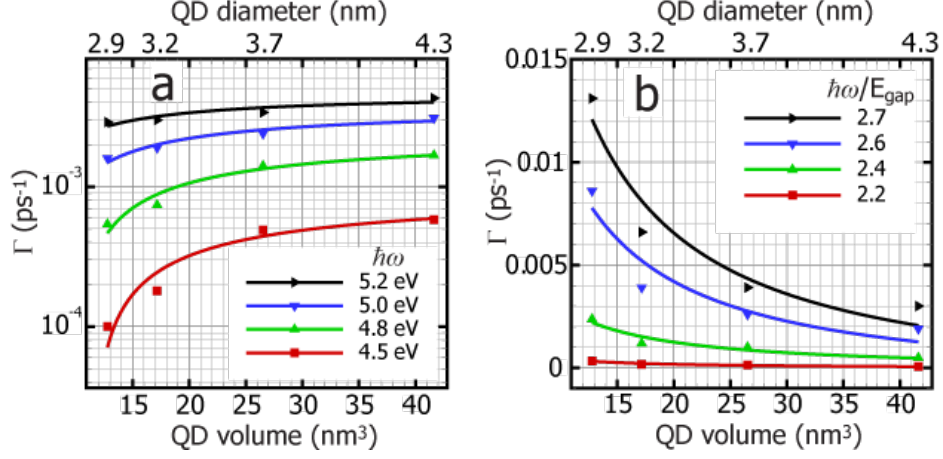 QD diameter (nm)
2.9 3.2 3.7 4.3
a
10⁻³
10⁻⁴
Γ (ps⁻¹)
ℏω
5.2 eV
5.0 eV
4.8 eV
4.5 eV
15 20 25 30 35 40
QD volume (nm³)
QD diameter (nm)
2.9 3.2 3.7 4.3
b
0.015
0.01
0.005
0
Γ (ps⁻¹)
ℏω/E_gap
2.7
2.6
2.4
2.2
15 20 25 30 35 40
QD volume (nm³)